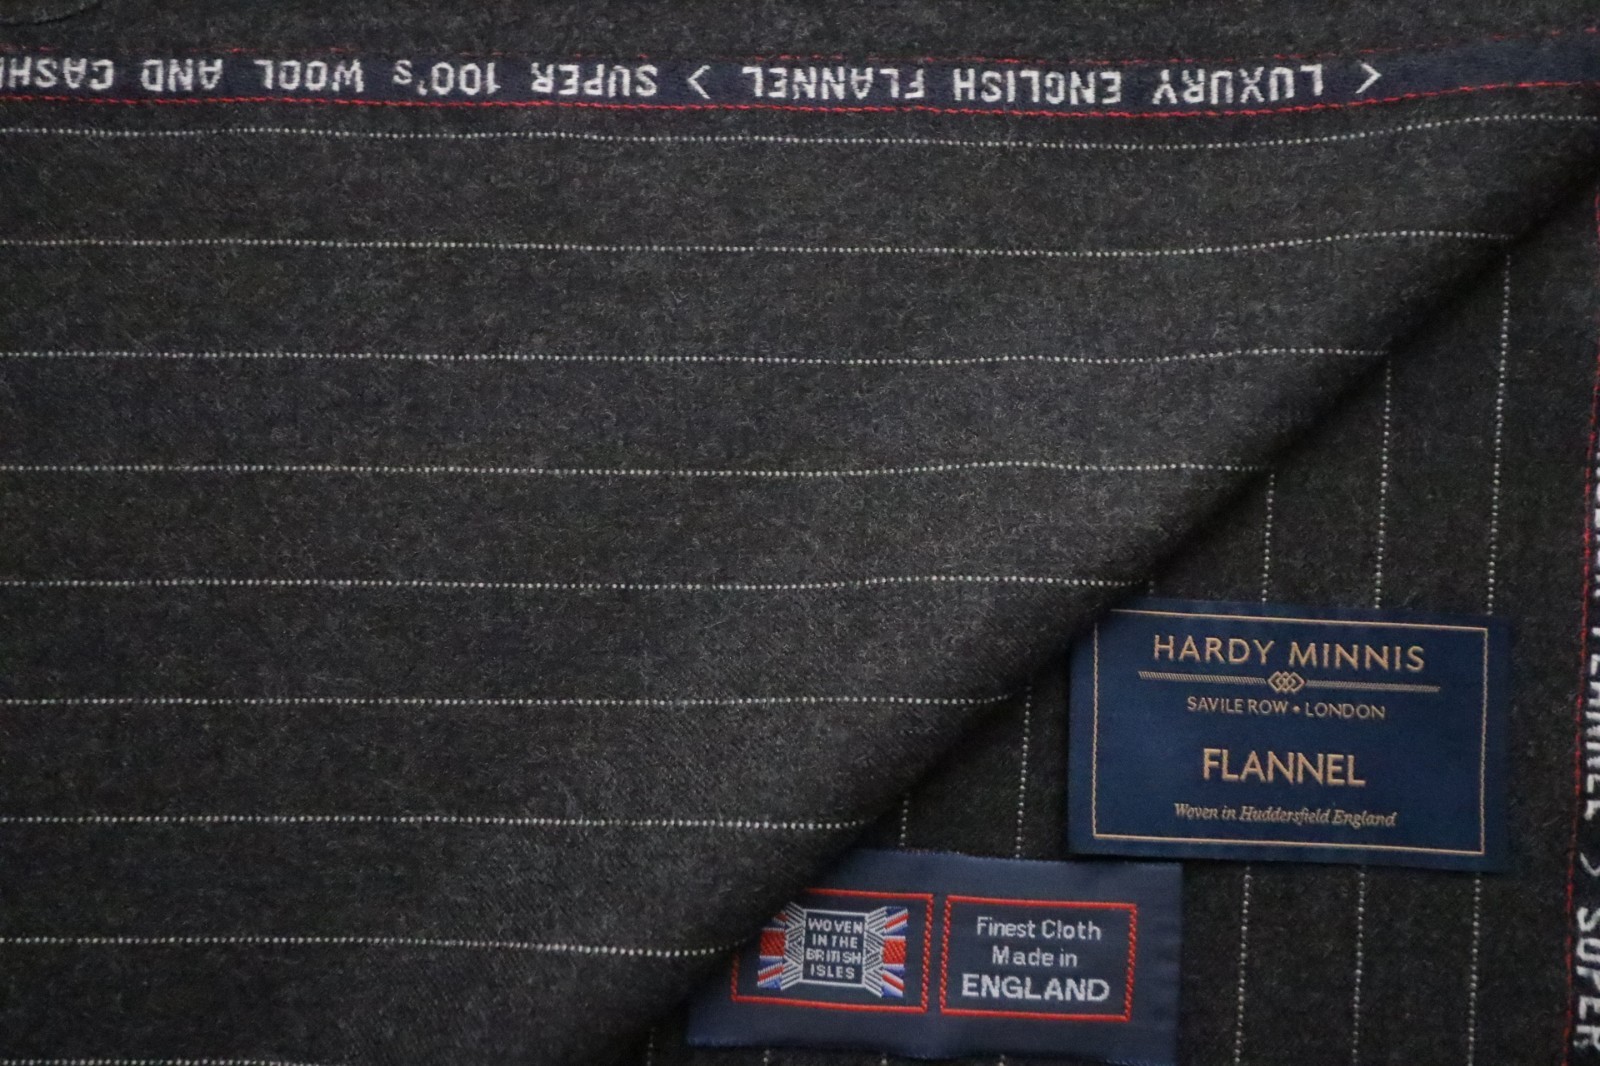 < LUXURY ENGLISH FLANNEL > SUPER 100's WOOL AND CASH
HARDY MINNIS
SAVILE ROW • LONDON
FLANNEL
Woven in Huddersfield England
WOVEN
IN THE
BRITISH
ISLES
Finest Cloth
Made in
ENGLAND
FLANNEL > SUPER